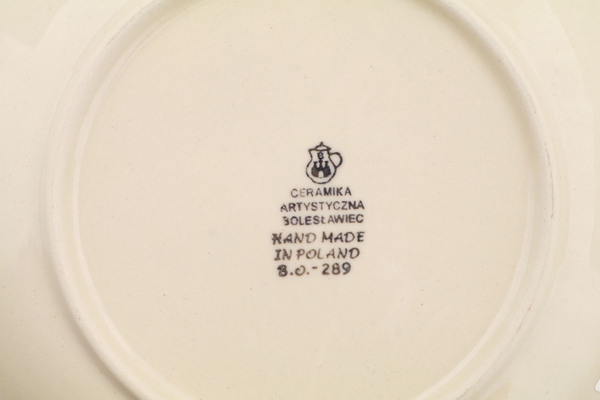 CERAMIKA
ARTYSTYCZNA
BOLESŁAWIEC
HAND MADE
IN POLAND
B.O.-289